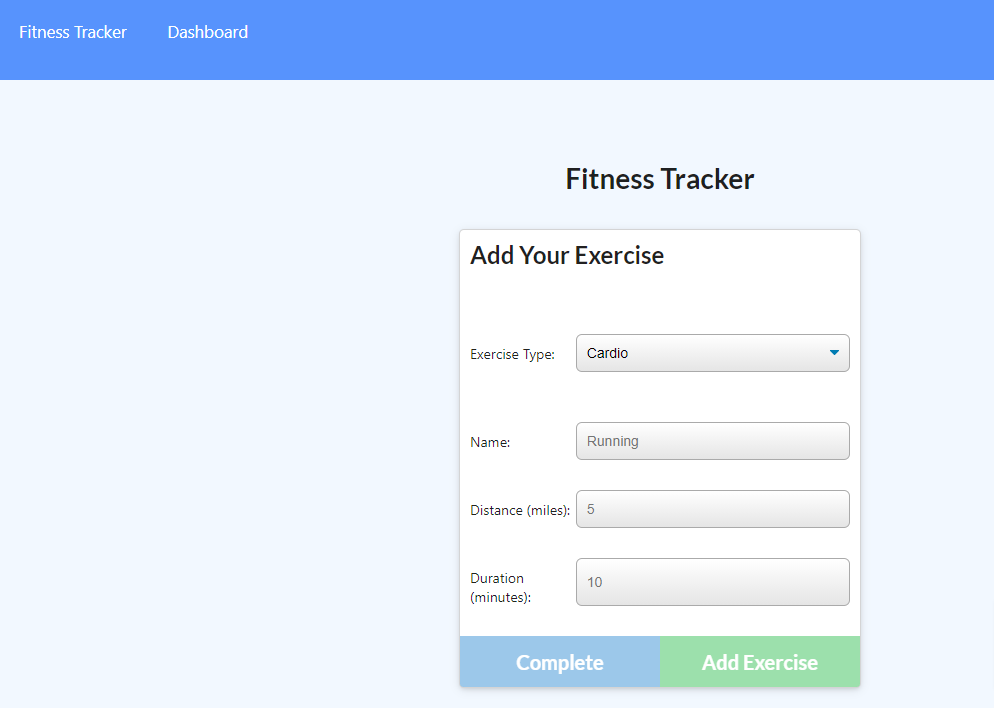 Fitness Tracker Dashboard
Fitness Tracker
Add Your Exercise
Exercise Type: Cardio
Name: Running
Distance (miles): 5
Duration (minutes): 10
Complete Add Exercise